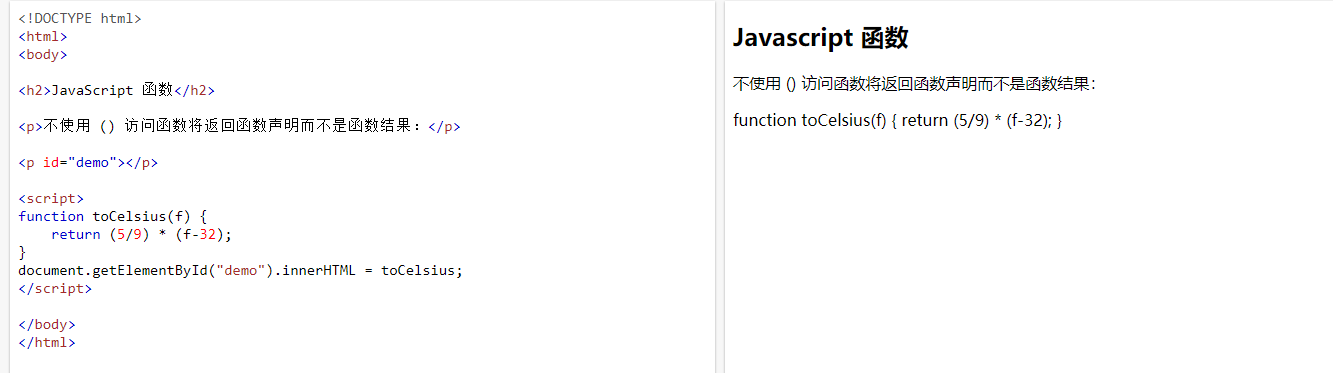 <!DOCTYPE html>
<html>
<body>
<h2>JavaScript 函数</h2>
<p>不使用 () 访问函数将返回函数声明而不是函数结果：</p>
<p id="demo"></p>
<script>
function toCelsius(f) {
    return (5/9) * (f-32);
}
document.getElementById("demo").innerHTML = toCelsius;
</script>
</body>
</html>
Javascript 函数
不使用 () 访问函数将返回函数声明而不是函数结果：
function toCelsius(f) { return (5/9) * (f-32); }